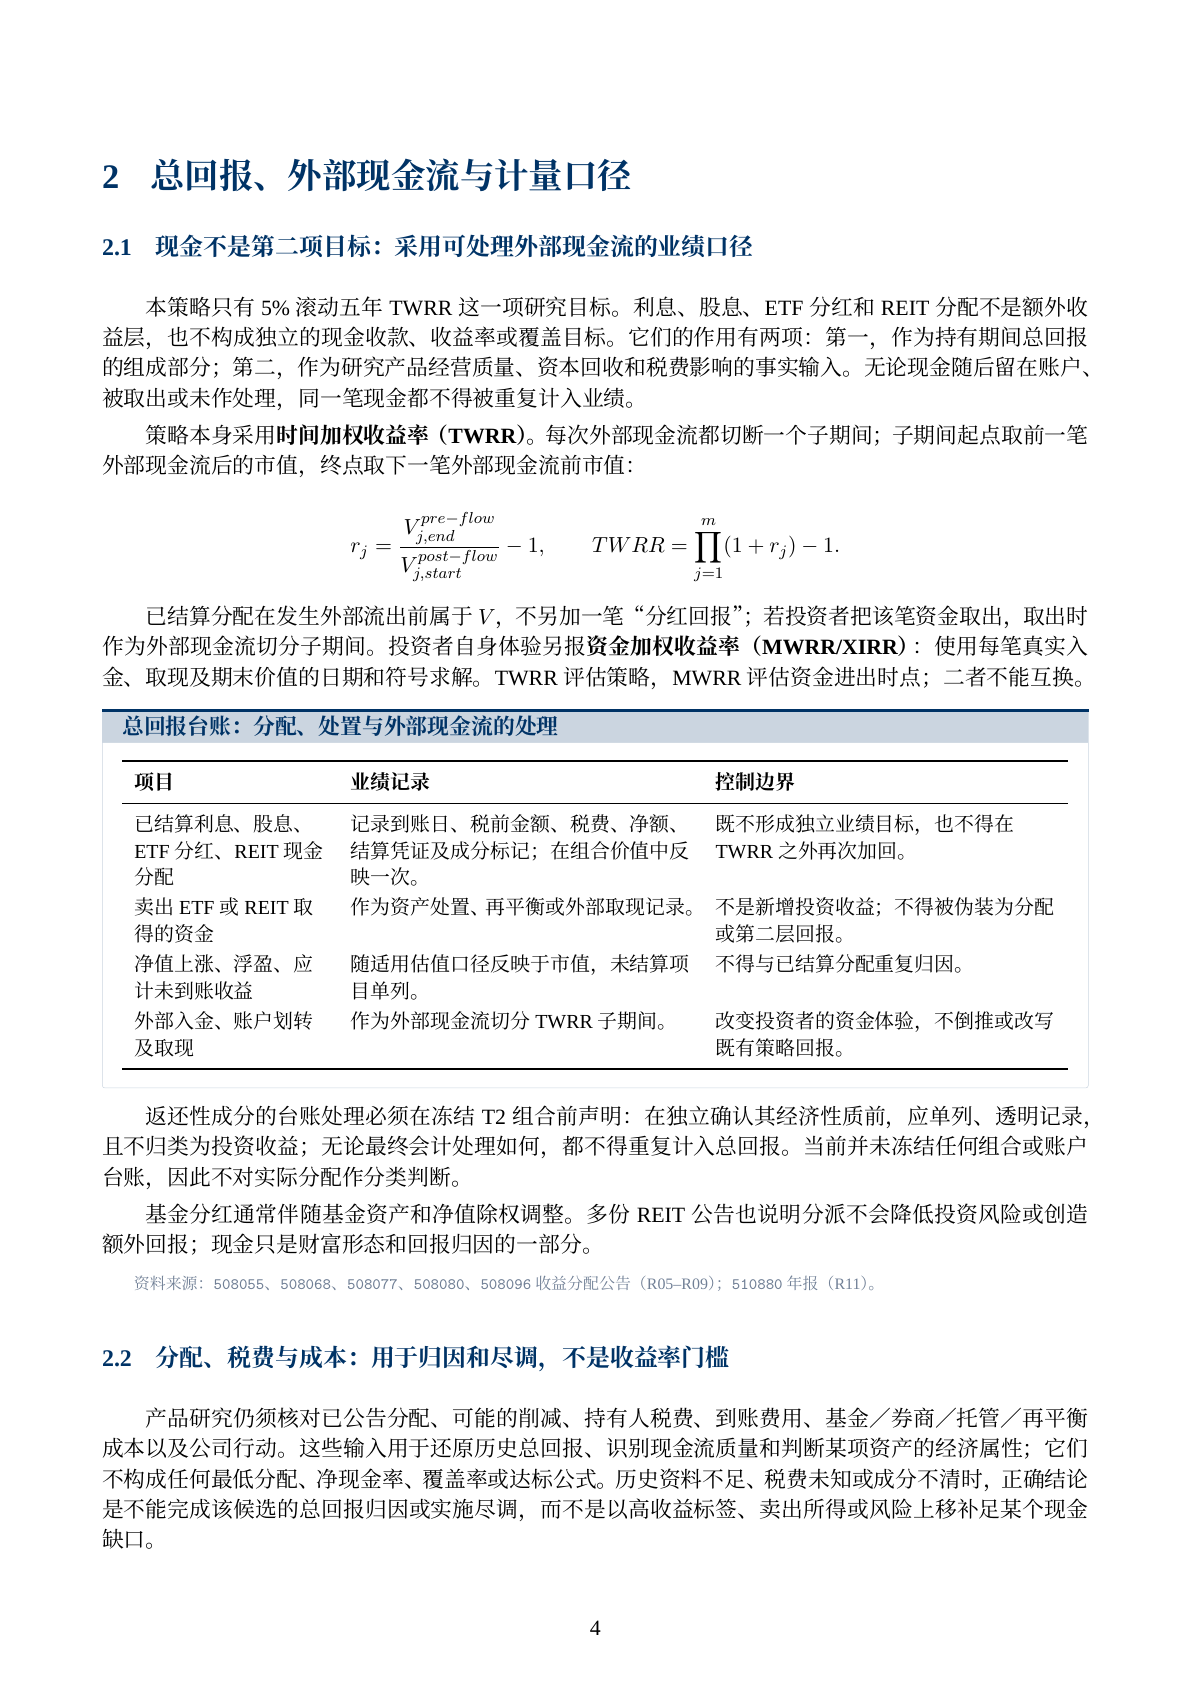 2 总回报、外部现金流与计量口径
2.1 现金不是第二项目标：采用可处理外部现金流的业绩口径
本策略只有 5% 滚动五年 TWRR 这一项研究目标。利息、股息、ETF 分红和 REIT 分配不是额外收
益层，也不构成独立的现金收款、收益率或覆盖目标。它们的作用有两项：第一，作为持有期间总回报
的组成部分；第二，作为研究产品经营质量、资本回收和税费影响的事实输入。无论现金随后留在账户、
被取出或未作处理，同一笔现金都不得被重复计入业绩。
策略本身采用时间加权收益率（TWRR）。每次外部现金流都切断一个子期间；子期间起点取前一笔
外部现金流后的市值，终点取下一笔外部现金流前市值：
r_j = \frac{V_{j,end}^{pre-flow}}{V_{j,start}^{post-flow}} − 1, TWRR = \prod_{j=1}^{m}(1 + r_j) − 1.
已结算分配在发生外部流出前属于 V，不另加一笔“分红回报”；若投资者把该笔资金取出，取出时
作为外部现金流切分子期间。投资者自身体验另报资金加权收益率（MWRR/XIRR）：使用每笔真实入
金、取现及期末价值的日期和符号求解。TWRR 评估策略，MWRR 评估资金进出时点；二者不能互换。
总回报台账：分配、处置与外部现金流的处理
项目 业绩记录 控制边界
已结算利息、股息、 记录到账日、税前金额、税费、净额、 既不形成独立业绩目标，也不得在
ETF 分红、REIT 现金 结算凭证及成分标记；在组合价值中反 TWRR 之外再次加回。
分配 映一次。
卖出 ETF 或 REIT 取 作为资产处置、再平衡或外部取现记录。 不是新增投资收益；不得被伪装为分配
得的资金 或第二层回报。
净值上涨、浮盈、应 随适用估值口径反映于市值，未结算项 不得与已结算分配重复归因。
计未到账收益 目单列。
外部入金、账户划转 作为外部现金流切分 TWRR 子期间。 改变投资者的资金体验，不倒推或改写
及取现 既有策略回报。
返还性成分的台账处理必须在冻结 T2 组合前声明：在独立确认其经济性质前，应单列、透明记录，
且不归类为投资收益；无论最终会计处理如何，都不得重复计入总回报。当前并未冻结任何组合或账户
台账，因此不对实际分配作分类判断。
基金分红通常伴随基金资产和净值除权调整。多份 REIT 公告也说明分派不会降低投资风险或创造
额外回报；现金只是财富形态和回报归因的一部分。
资料来源：508055、508068、508077、508080、508096 收益分配公告（R05–R09）；510880 年报（R11）。
2.2 分配、税费与成本：用于归因和尽调，不是收益率门槛
产品研究仍须核对已公告分配、可能的削减、持有人税费、到账费用、基金／券商／托管／再平衡
成本以及公司行动。这些输入用于还原历史总回报、识别现金流质量和判断某项资产的经济属性；它们
不构成任何最低分配、净现金率、覆盖率或达标公式。历史资料不足、税费未知或成分不清时，正确结论
是不能完成该候选的总回报归因或实施尽调，而不是以高收益标签、卖出所得或风险上移补足某个现金
缺口。
4